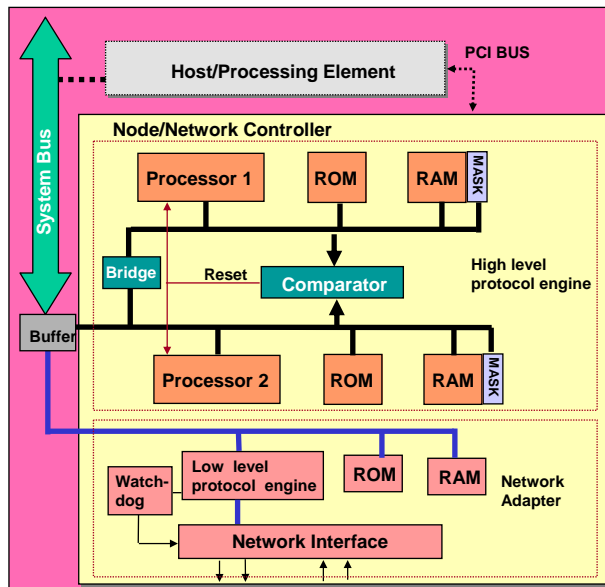 Host/Processing Element
PCI BUS
System Bus
Node/Network Controller
Processor 1
ROM
RAM
MASK
Bridge
Reset
Comparator
High level
protocol engine
Buffer
Processor 2
ROM
RAM
MASK
Watch-
dog
Low level
protocol engine
ROM
RAM
Network
Adapter
Network Interface